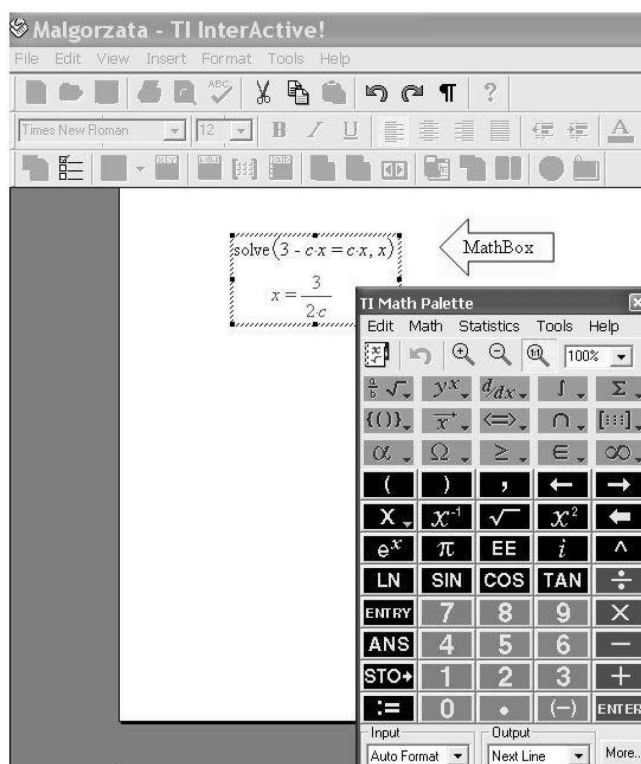 Malgorzata - TI InterActive!
File Edit View Insert Format Tools Help
ABC
Times New Roman 12 B I U A
solve(3 - c·x = c·x, x)
x = 3/(2·c)
MathBox
TI Math Palette
Edit Math Statistics Tools Help
100%
a/b √ yˣ d/dx ∫ Σ
{()} x⃗ <=> ∩ [:::]
α Ω ≥ ∈ ∞
( ) , ← →
X x⁻¹ √ x² ⬅
eˣ π EE i ^
LN SIN COS TAN ÷
ENTRY 7 8 9 ×
ANS 4 5 6 −
STO→ 1 2 3 +
:= 0 . (−) ENTER
Input Output
Auto Format Next Line More..